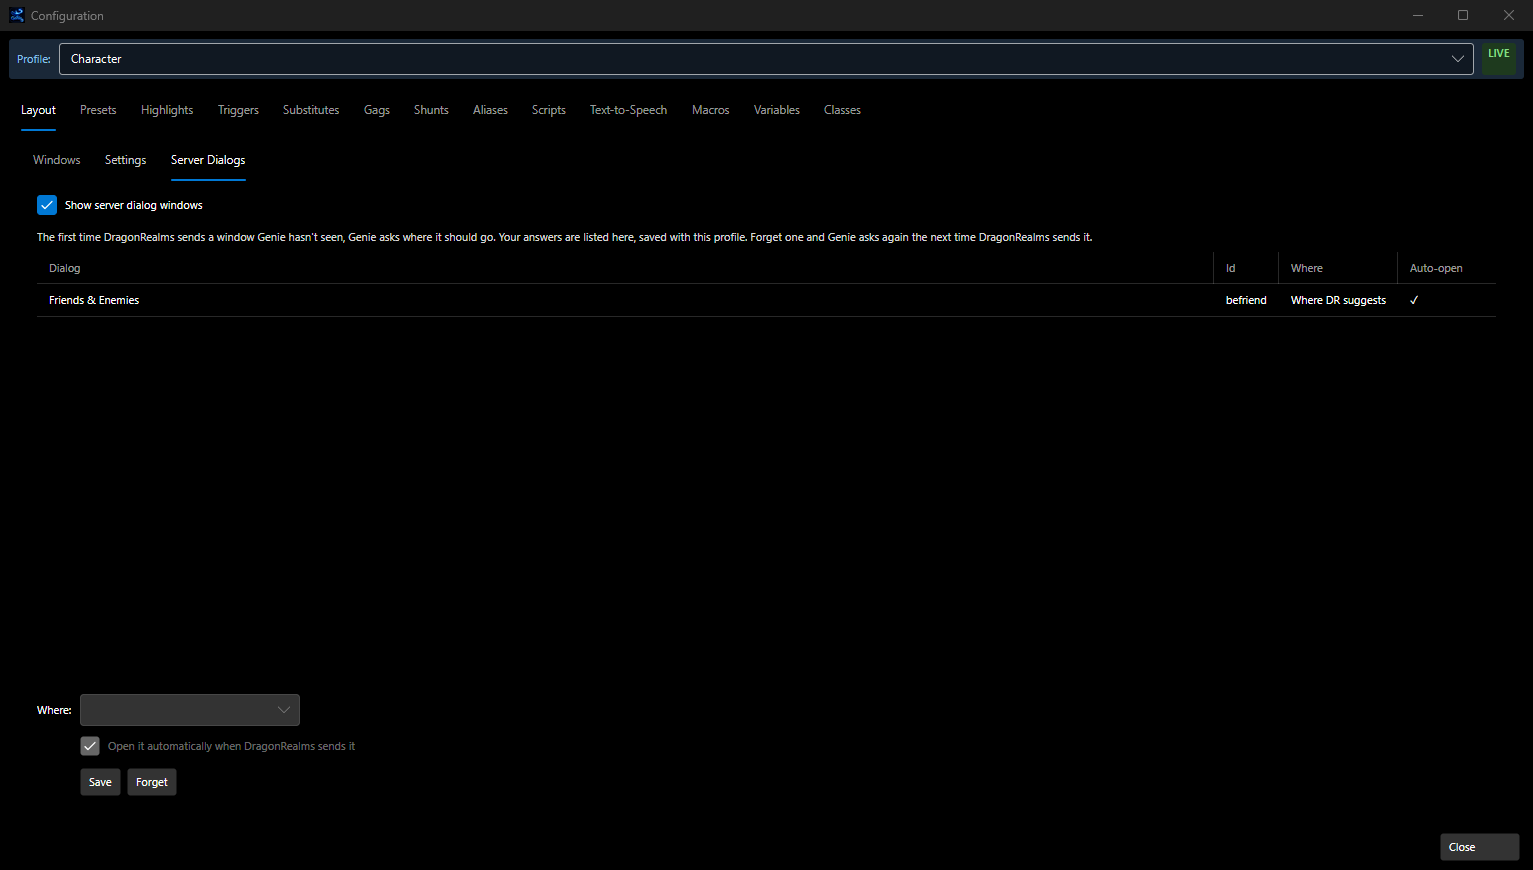 Configuration
Profile: Character LIVE
Layout Presets Highlights Triggers Substitutes Gags Shunts Aliases Scripts Text-to-Speech Macros Variables Classes
Windows Settings Server Dialogs
Show server dialog windows
The first time DragonRealms sends a window Genie hasn't seen, Genie asks where it should go. Your answers are listed here, saved with this profile. Forget one and Genie asks again the next time DragonRealms sends it.
Dialog Id Where Auto-open
Friends & Enemies befriend Where DR suggests ✓
Where:
Open it automatically when DragonRealms sends it
Save Forget
Close